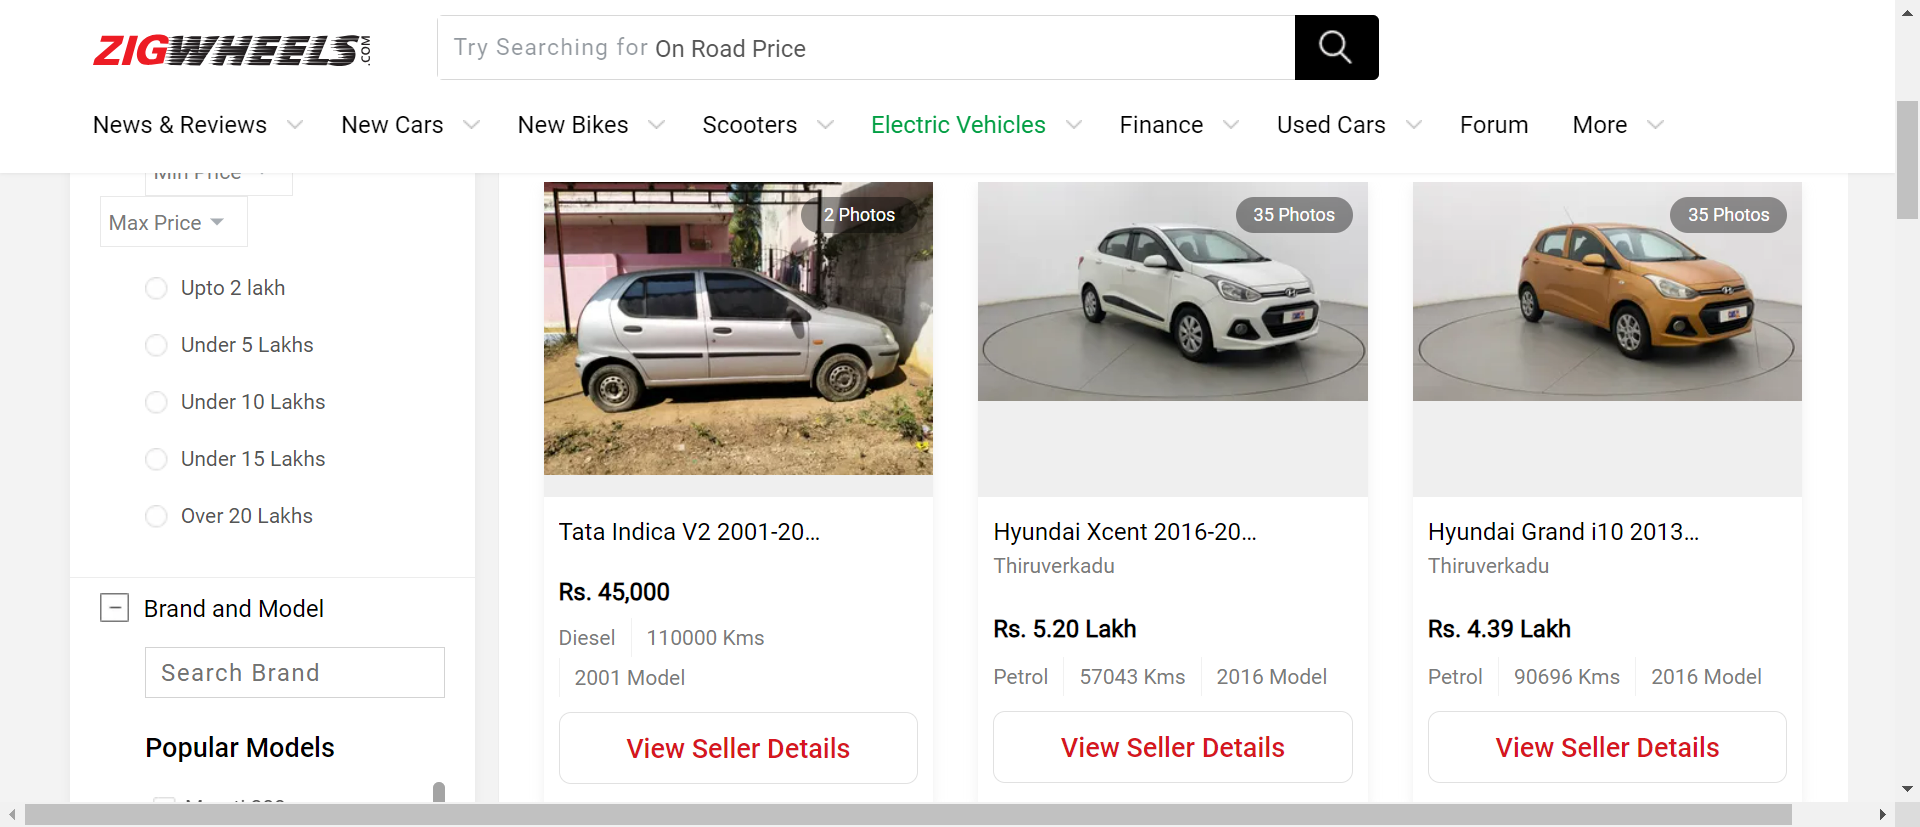 ZIGWHEELS.COM
Try Searching for On Road Price
News & Reviews
New Cars
New Bikes
Scooters
Electric Vehicles
Finance
Used Cars
Forum
More
Min Price
Max Price
Upto 2 lakh
Under 5 Lakhs
Under 10 Lakhs
Under 15 Lakhs
Over 20 Lakhs
Brand and Model
Search Brand
Popular Models
2 Photos
Tata Indica V2 2001-20...
Rs. 45,000
Diesel
110000 Kms
2001 Model
View Seller Details
35 Photos
Hyundai Xcent 2016-20...
Thiruverkadu
Rs. 5.20 Lakh
Petrol
57043 Kms
2016 Model
View Seller Details
35 Photos
Hyundai Grand i10 2013...
Thiruverkadu
Rs. 4.39 Lakh
Petrol
90696 Kms
2016 Model
View Seller Details